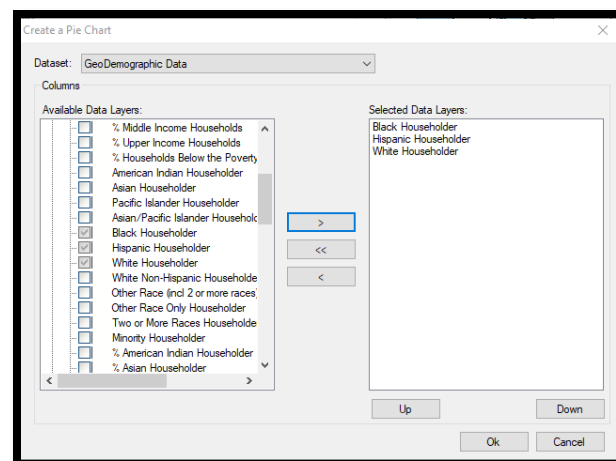 Create a Pie Chart
Dataset: GeoDemographic Data
Columns
Available Data Layers:
% Middle Income Households
% Upper Income Households
% Households Below the Poverty
American Indian Householder
Asian Householder
Pacific Islander Householder
Asian/Pacific Islander Househole
Black Householder
Hispanic Householder
White Householder
White Non-Hispanic Householde
Other Race (incl 2 or more races)
Other Race Only Householder
Two or More Races Householde
Minority Householder
% American Indian Householder
% Asian Householder
>
<<
<
Selected Data Layers:
Black Householder
Hispanic Householder
White Householder
Up Down
Ok Cancel